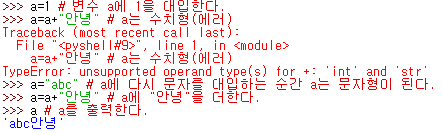 >>> a=1 # 변수 a에 1을 대입한다.
>>> a=a+"안녕" # a는 수치형(에러)
Traceback (most recent call last):
  File "<pyshell#9>", line 1, in <module>
    a=a+"안녕" # a는 수치형(에러)
TypeError: unsupported operand type(s) for +: 'int' and 'str'
>>> a="abc" # a에 다시 문자를 대입하는 순간 a는 문자형이 된다.
>>> a=a+"안녕" # a에 "안녕"을 더한다.
>>> a # a를 출력한다.
'abc안녕'